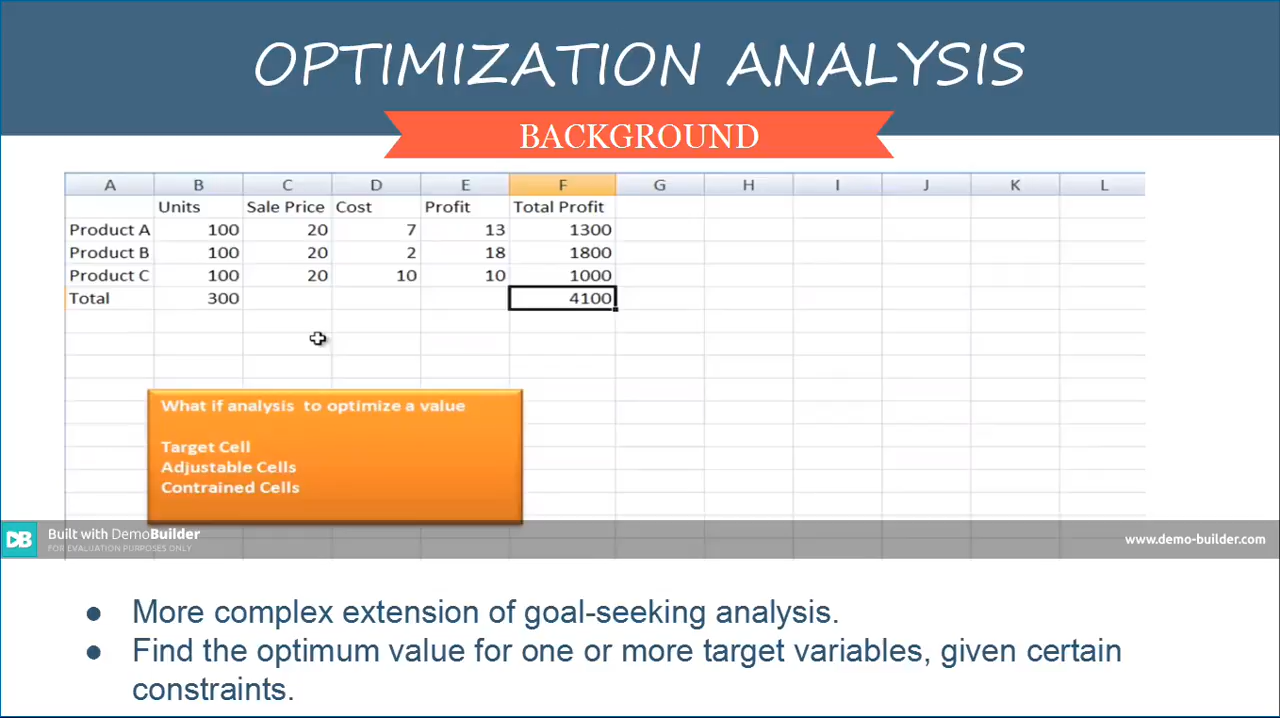 OPTIMIZATION ANALYSIS
BACKGROUND
A B C D E F G H I J K L
Units Sale Price Cost Profit Total Profit
Product A 100 20 7 13 1300
Product B 100 20 2 18 1800
Product C 100 20 10 10 1000
Total 300 4100
What if analysis to optimize a value
Target Cell
Adjustable Cells
Contrained Cells
DB Built with DemoBuilder
FOR EVALUATION PURPOSES ONLY
www.demo-builder.com
● More complex extension of goal-seeking analysis.
● Find the optimum value for one or more target variables, given certain
constraints.